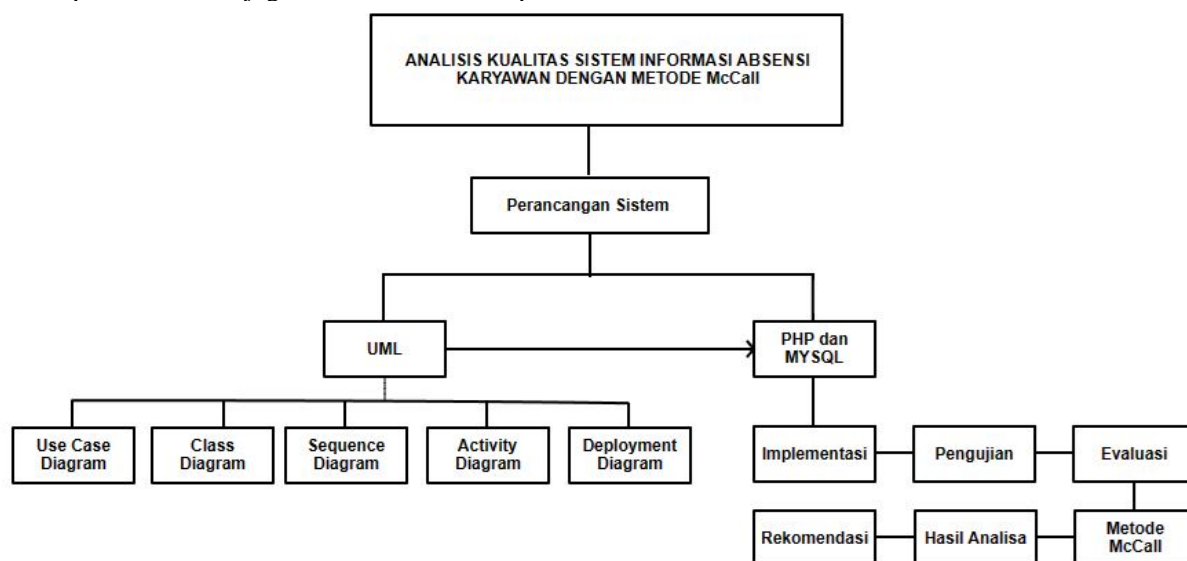 ANALISIS KUALITAS SISTEM INFORMASI ABSENSI
KARYAWAN DENGAN METODE McCall
Perancangan Sistem
UML
PHP dan
MYSQL
Use Case
Diagram
Class
Diagram
Sequence
Diagram
Activity
Diagram
Deployment
Diagram
Implementasi
Pengujian
Evaluasi
Rekomendasi
Hasil Analisa
Metode
McCall